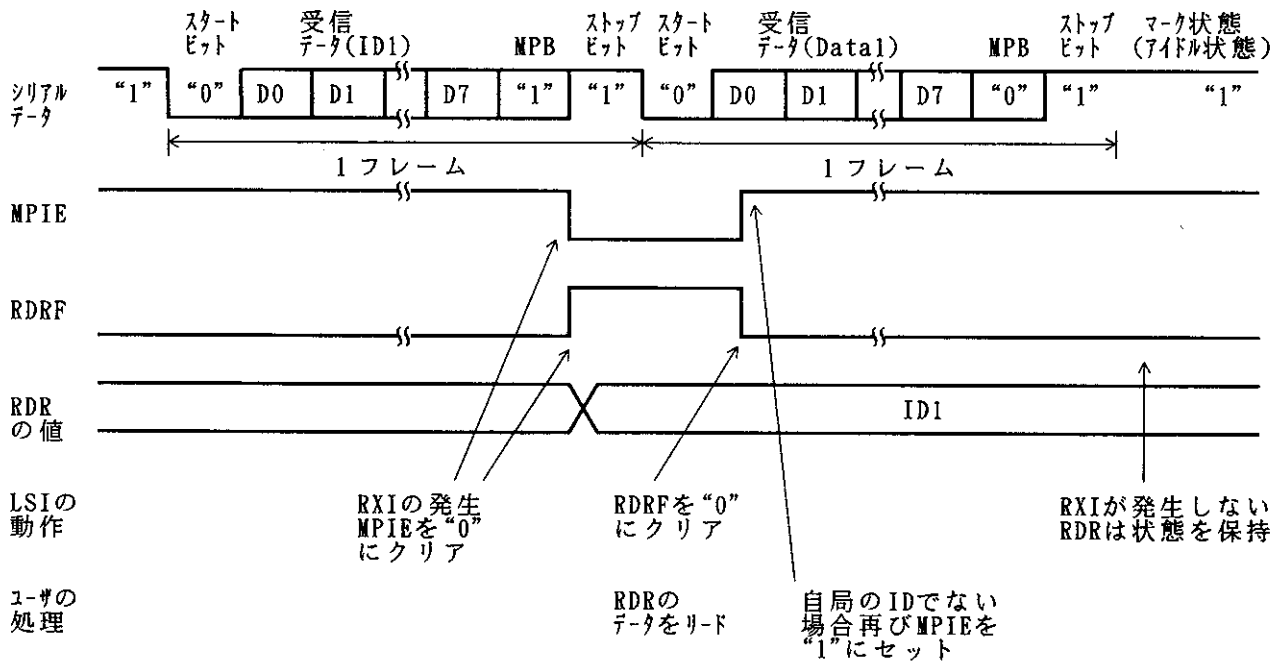 スタート
ビット
受信
データ(ID1)
MPB
ストップ
ビット
スタート
ビット
受信
データ(Data1)
MPB
ストップ
ビット
マーク状態
(アイドル状態)
シリアル
データ
“1” “0” D0 D1 D7 “1” “1” “0” D0 D1 D7 “0” “1” “1”
1フレーム 1フレーム
MPIE
RDRF
RDR
の値
ID1
LSIの
動作
RXIの発生
MPIEを“0”
にクリア
RDRFを“0”
にクリア
RXIが発生しない
RDRは状態を保持
ユーザの
処理
RDRの
データをリード
自局のIDでない
場合再びMPIEを
“1”にセット